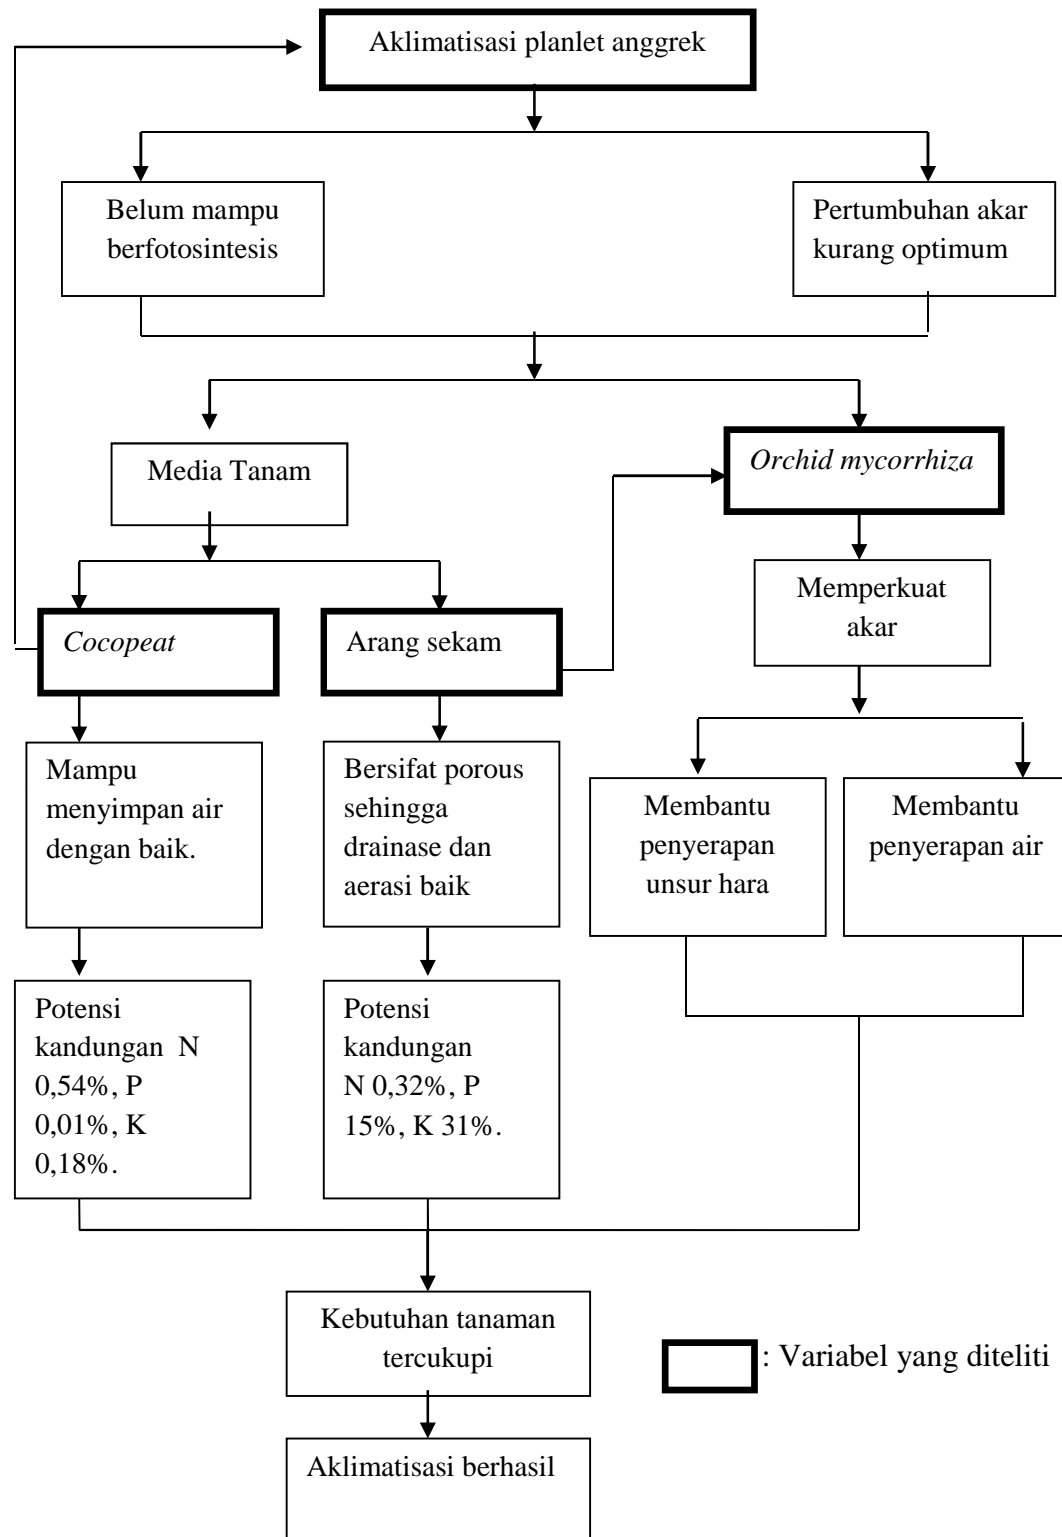 Aklimatisasi planlet anggrek
Belum mampu
berfotosintesis
Pertumbuhan akar
kurang optimum
Media Tanam
Orchid mycorrhiza
Cocopeat
Arang sekam
Memperkuat
akar
Mampu
menyimpan air
dengan baik.
Bersifat porous
sehingga
drainase dan
aerasi baik
Membantu
penyerapan
unsur hara
Membantu
penyerapan air
Potensi
kandungan  N
0,54%, P
0,01%, K
0,18%.
Potensi
kandungan
N 0,32%, P
15%, K 31%.
Kebutuhan tanaman
tercukupi
: Variabel yang diteliti
Aklimatisasi berhasil